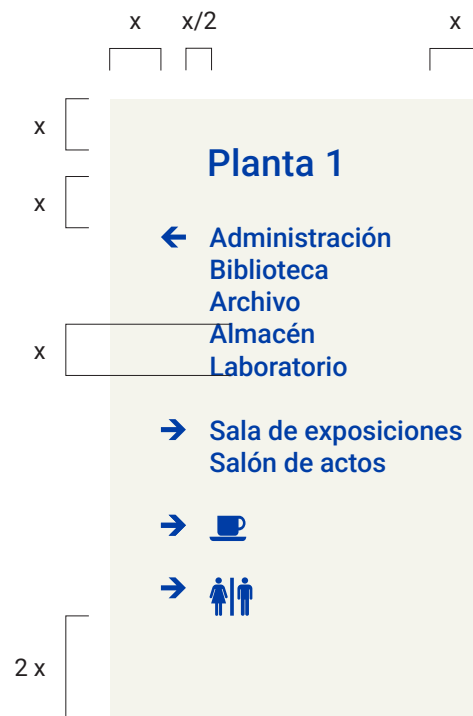 x x/2 x
x
Planta 1
x
← Administración
Biblioteca
Archivo
Almacén
x
Laboratorio
→ Sala de exposiciones
Salón de actos
→
→
2 x